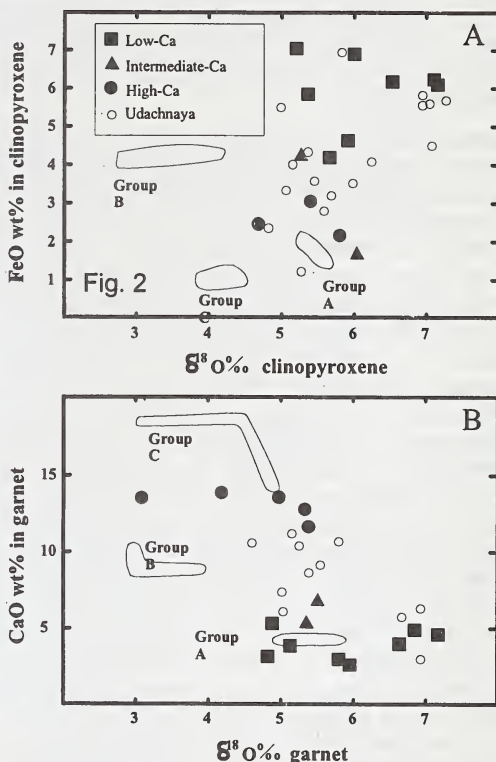 A
Low-Ca
Intermediate-Ca
High-Ca
Udachnaya
7
6
5
4
3
2
1
FeO wt% in clinopyroxene
Group
B
Group
C
Group
A
Fig. 2
3 4 5 6 7
δ18 O‰ clinopyroxene
B
15
10
5
CaO wt% in garnet
Group
C
Group
B
Group
A
3 4 5 6 7
δ18 O‰ garnet